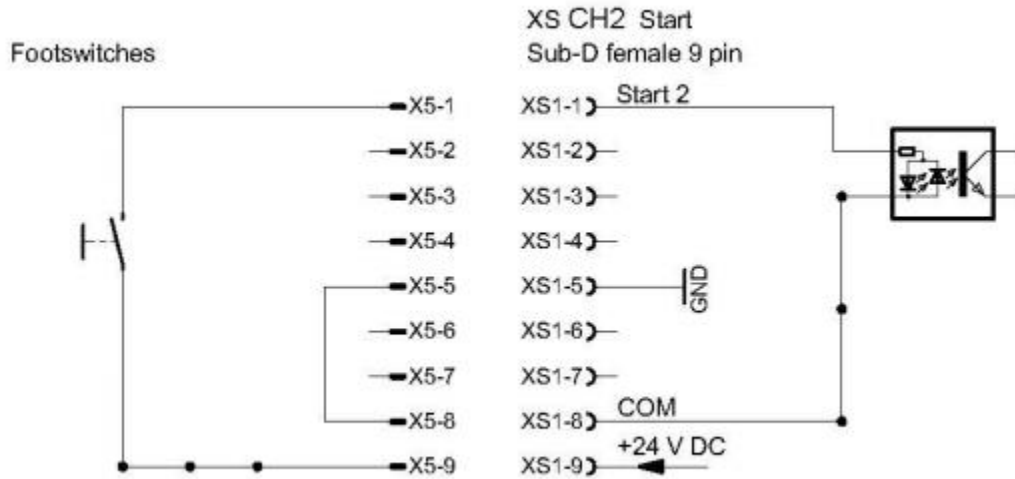 XS CH2 Start
Footswitches
Sub-D female 9 pin
X5-1
XS1-1
Start 2
X5-2
XS1-2
X5-3
XS1-3
X5-4
XS1-4
X5-5
XS1-5
GND
X5-6
XS1-6
X5-7
XS1-7
X5-8
XS1-8
COM
+24 V DC
X5-9
XS1-9